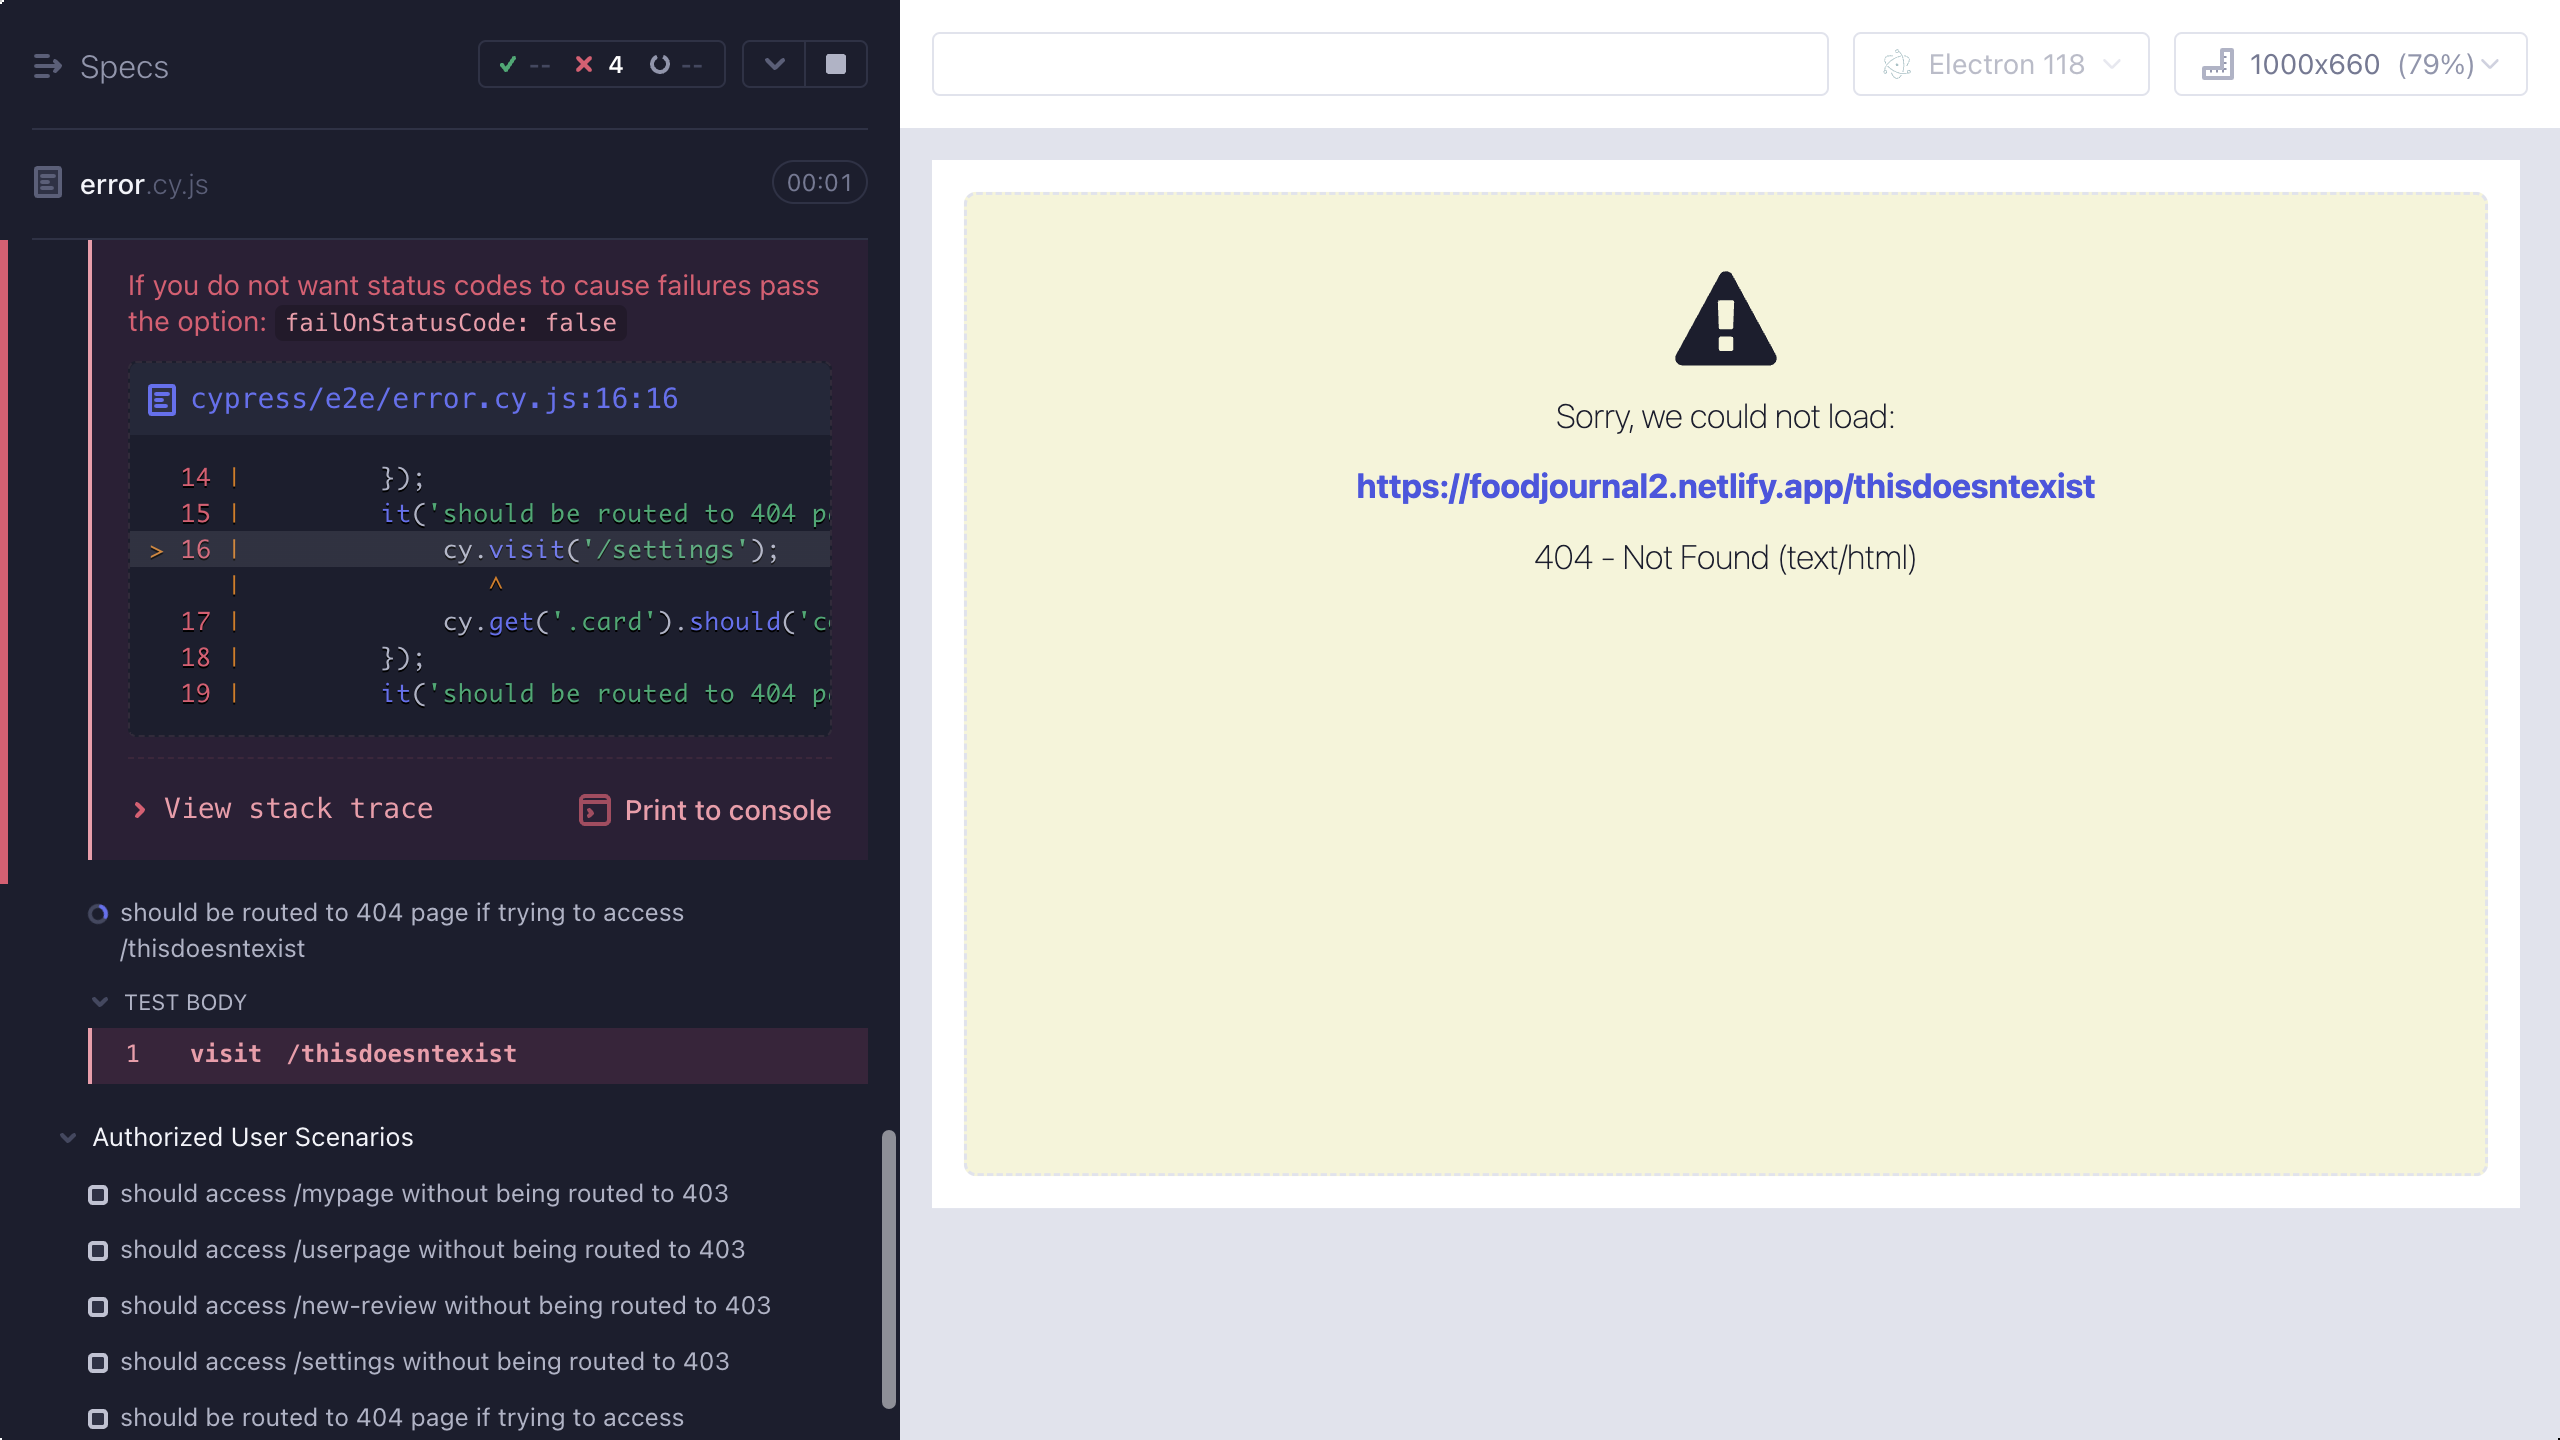 Specs
-- 4 --
error.cy.js
00:01
If you do not want status codes to cause failures pass
the option: failOnStatusCode: false
cypress/e2e/error.cy.js:16:16
14 | });
15 | it('should be routed to 404 p
> 16 | cy.visit('/settings');
| ^
17 | cy.get('.card').should('c
18 | });
19 | it('should be routed to 404 p
View stack trace
Print to console
should be routed to 404 page if trying to access
/thisdoesntexist
TEST BODY
1 visit /thisdoesntexist
Authorized User Scenarios
should access /mypage without being routed to 403
should access /userpage without being routed to 403
should access /new-review without being routed to 403
should access /settings without being routed to 403
should be routed to 404 page if trying to access
Electron 118
1000x660 (79%)
Sorry, we could not load:
https://foodjournal2.netlify.app/thisdoesntexist
404 - Not Found (text/html)